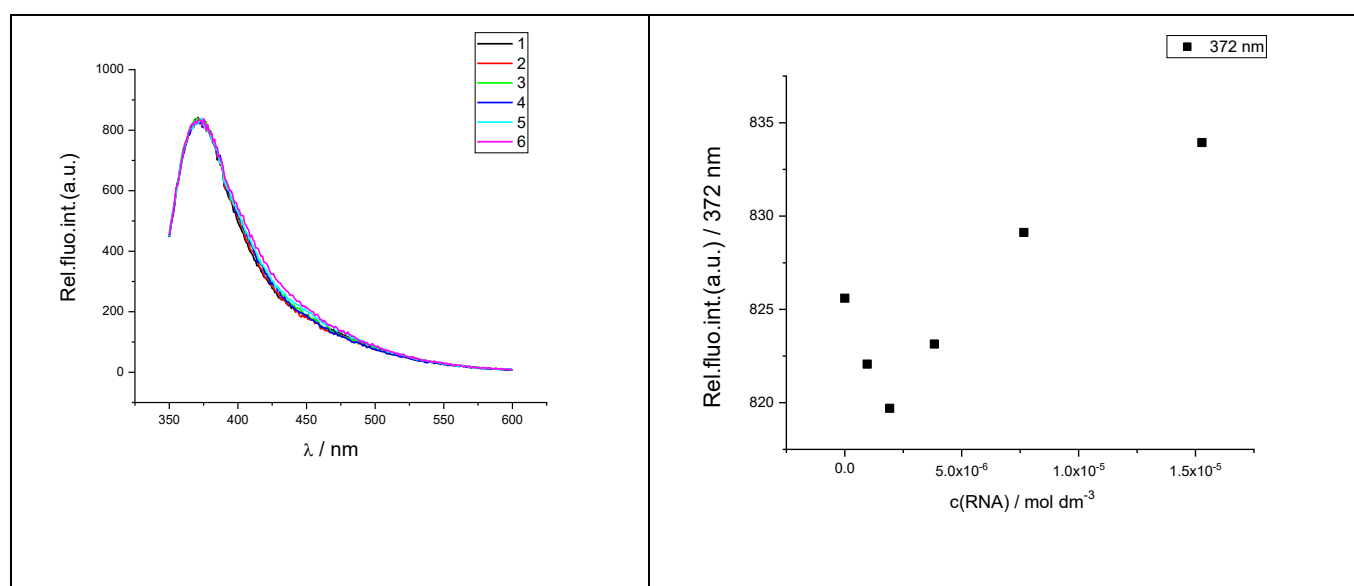 1
2
3
4
5
6
Rel.fluo.int.(a.u.)
1000
800
600
400
200
0
350 400 450 500 550 600
λ / nm
372 nm
Rel.fluo.int.(a.u.) / 372 nm
835
830
825
820
0.0 5.0x10⁻⁶ 1.0x10⁻⁵ 1.5x10⁻⁵
c(RNA) / mol dm⁻³